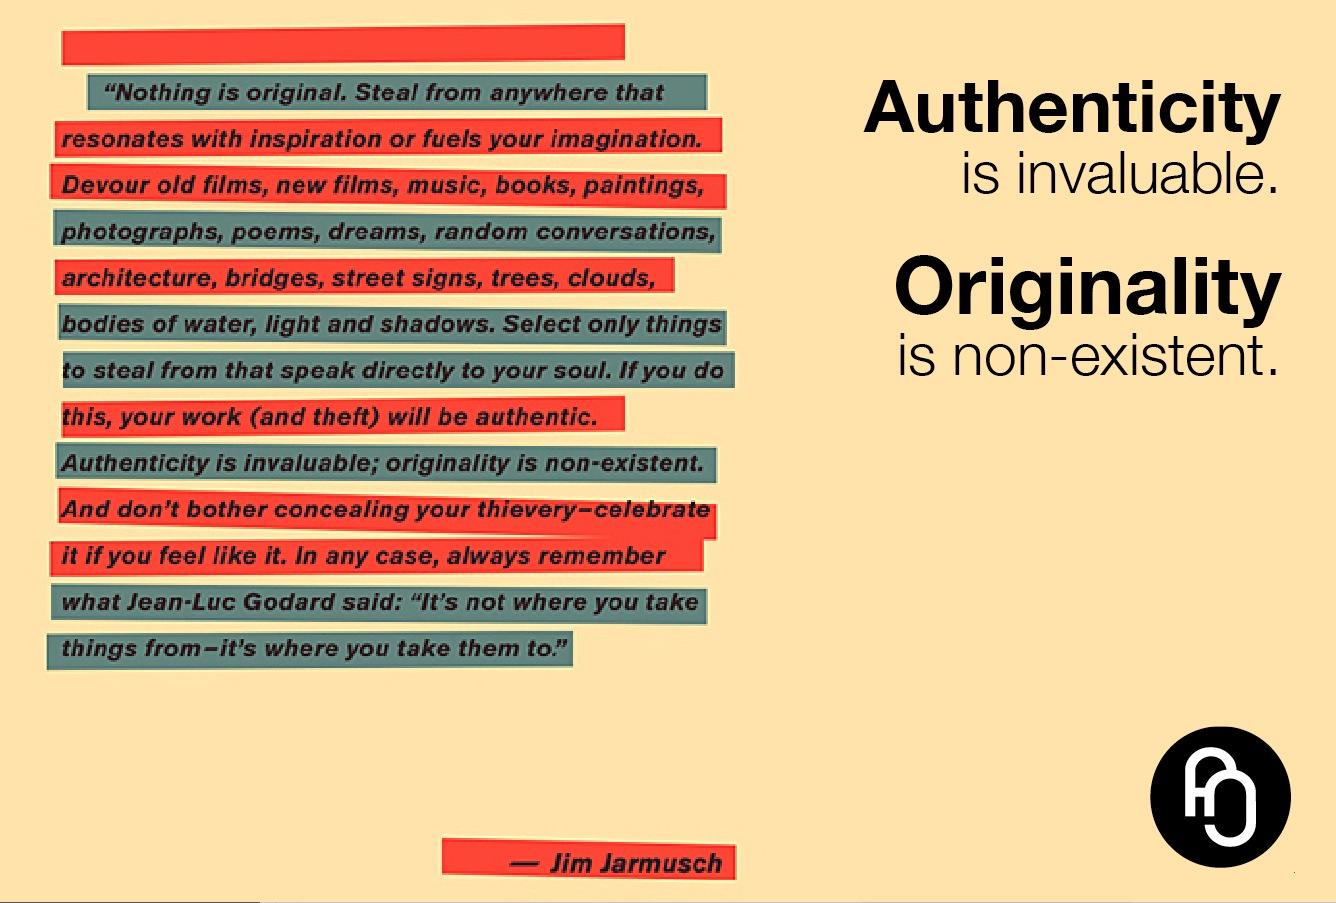 “Nothing is original. Steal from anywhere that
resonates with inspiration or fuels your imagination.
Devour old films, new films, music, books, paintings,
photographs, poems, dreams, random conversations,
architecture, bridges, street signs, trees, clouds,
bodies of water, light and shadows. Select only things
to steal from that speak directly to your soul. If you do
this, your work (and theft) will be authentic.
Authenticity is invaluable; originality is non-existent.
And don’t bother concealing your thievery—celebrate
it if you feel like it. In any case, always remember
what Jean-Luc Godard said: “It’s not where you take
things from—it’s where you take them to.”
— Jim Jarmusch
Authenticity
is invaluable.
Originality
is non-existent.